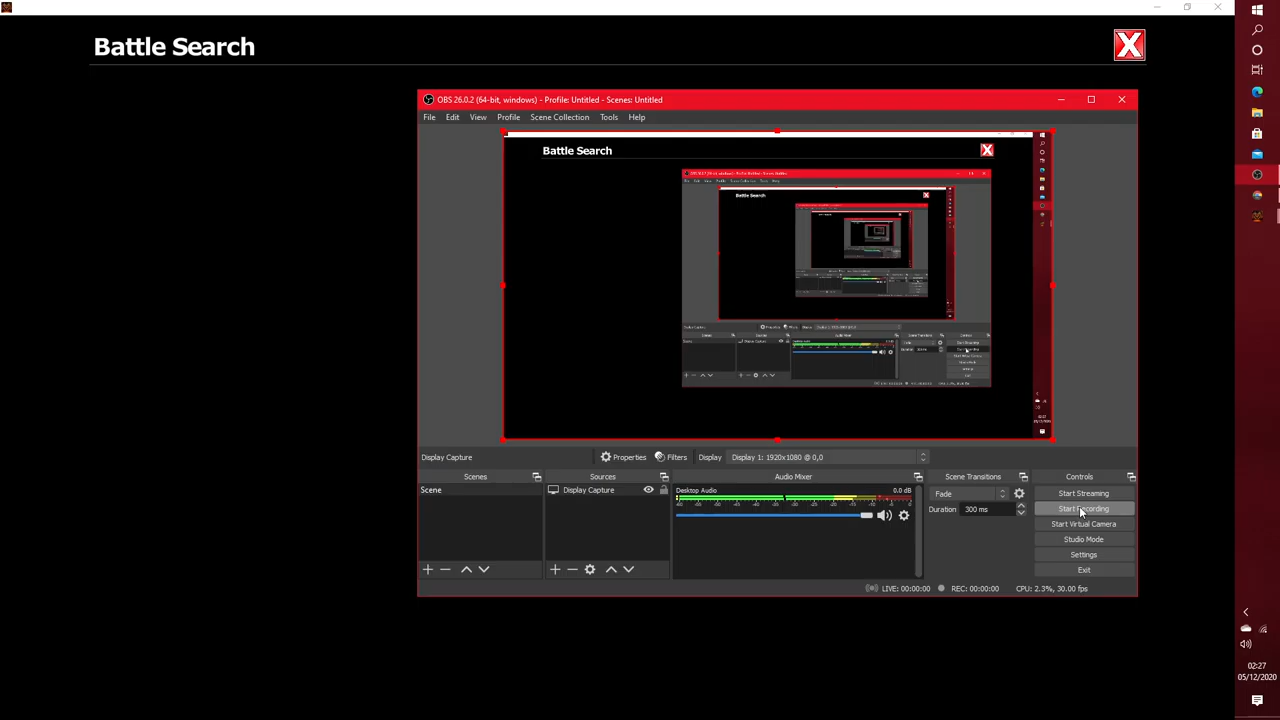 Battle Search
OBS 26.0.2 (64-bit, windows) - Profile: Untitled - Scenes: Untitled
File Edit View Profile Scene Collection Tools Help
Battle Search
Battle Search
Display Capture Properties Filters Display Display 1: 1920x1080 @ 0,0
Scenes Sources Audio Mixer Scene Transitions Controls
Scene
Display Capture
Desktop Audio 0.0 dB
Fade
Duration 300 ms
Start Streaming
Start Recording
Start Virtual Camera
Studio Mode
Settings
Exit
LIVE: 00:00:00 REC: 00:00:00 CPU: 2.3%, 30.00 fps
02:27
05/12/2020